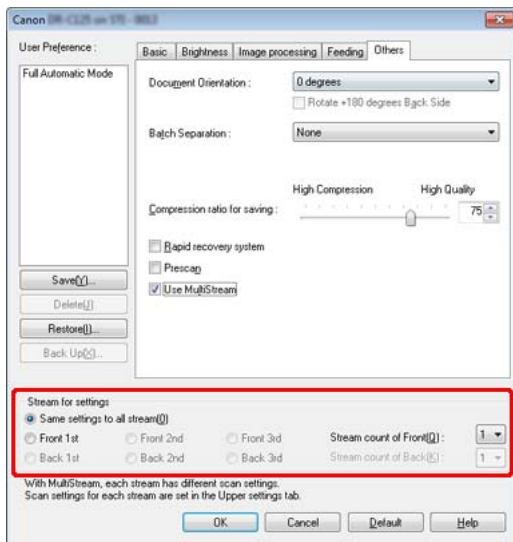 Canon
User Preference :
Full Automatic Mode
Save(Y)...
Delete(J)
Restore(I)...
Back Up(X)...
Basic Brightness Image processing Feeding Others
Document Orientation : 0 degrees
Rotate +180 degrees Back Side
Batch Separation : None
High Compression High Quality
Compression ratio for saving : 75
Rapid recovery system
Prescan
Use MultiStream
Stream for settings
Same settings to all stream(0)
Front 1st Front 2nd Front 3rd Stream count of Front(Q) : 1
Back 1st Back 2nd Back 3rd Stream count of Back(K) : 1
With MultiStream, each stream has different scan settings.
Scan settings for each stream are set in the Upper settings tab.
OK Cancel Default Help